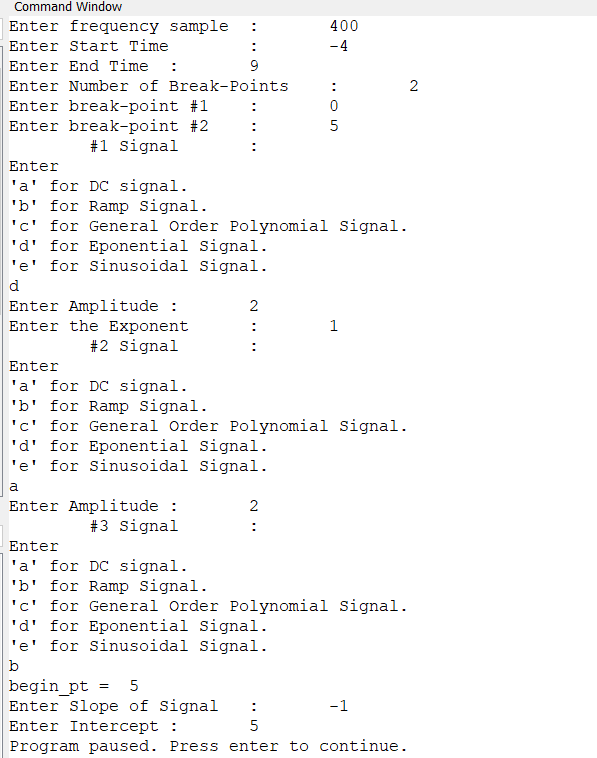 Command Window
Enter frequency sample : 400
Enter Start Time : -4
Enter End Time : 9
Enter Number of Break-Points : 2
Enter break-point #1 : 0
Enter break-point #2 : 5
#1 Signal :
Enter
'a' for DC signal.
'b' for Ramp Signal.
'c' for General Order Polynomial Signal.
'd' for Eponential Signal.
'e' for Sinusoidal Signal.
d
Enter Amplitude : 2
Enter the Exponent : 1
#2 Signal :
Enter
'a' for DC signal.
'b' for Ramp Signal.
'c' for General Order Polynomial Signal.
'd' for Eponential Signal.
'e' for Sinusoidal Signal.
a
Enter Amplitude : 2
#3 Signal :
Enter
'a' for DC signal.
'b' for Ramp Signal.
'c' for General Order Polynomial Signal.
'd' for Eponential Signal.
'e' for Sinusoidal Signal.
b
begin_pt = 5
Enter Slope of Signal : -1
Enter Intercept : 5
Program paused. Press enter to continue.